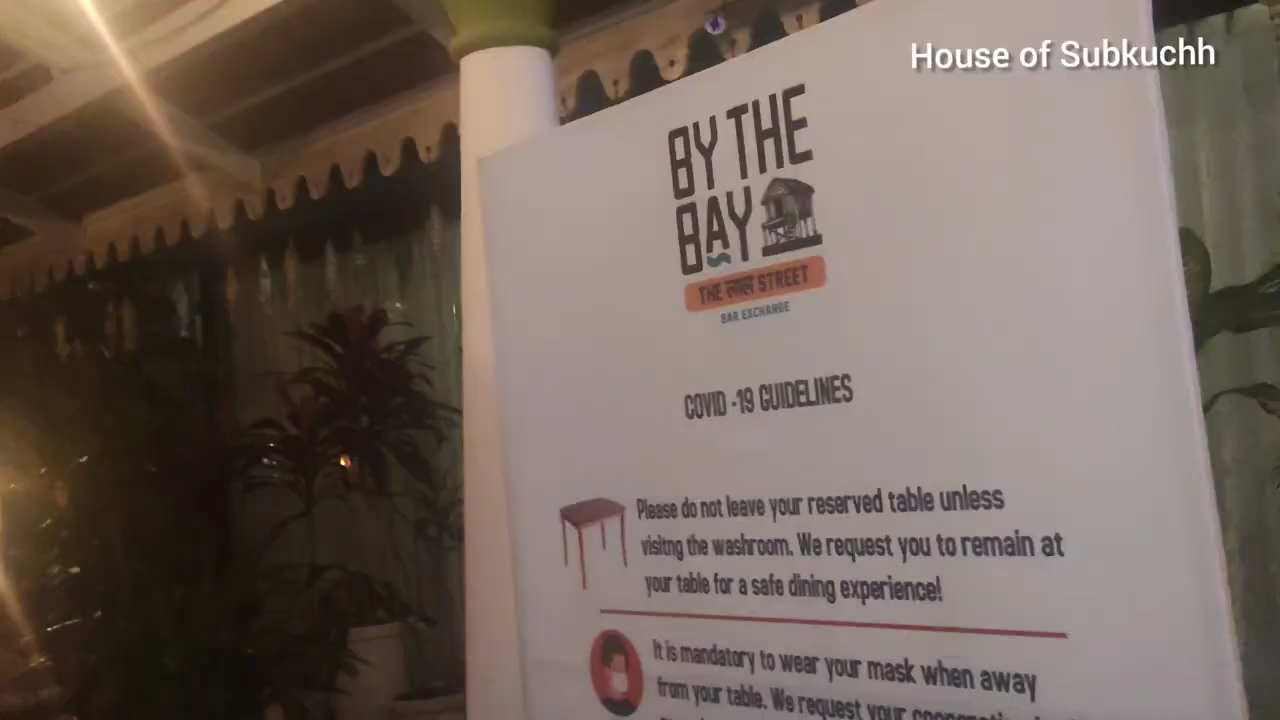 House of Subkuchh
BY THE
BAY
THE लाल STREET
BAR EXCHANGE
COVID -19 GUIDELINES
Please do not leave your reserved table unless
visitng the washroom. We request you to remain at
your table for a safe dining experience!
It is mandatory to wear your mask when away
from your table. We request your